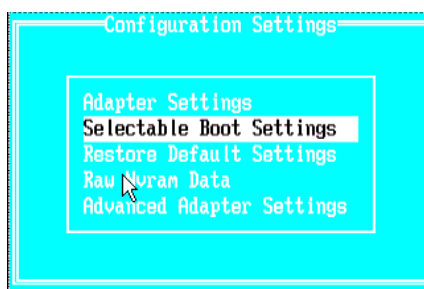 Configuration Settings
Adapter Settings
Selectable Boot Settings
Restore Default Settings
Raw Nvram Data
Advanced Adapter Settings